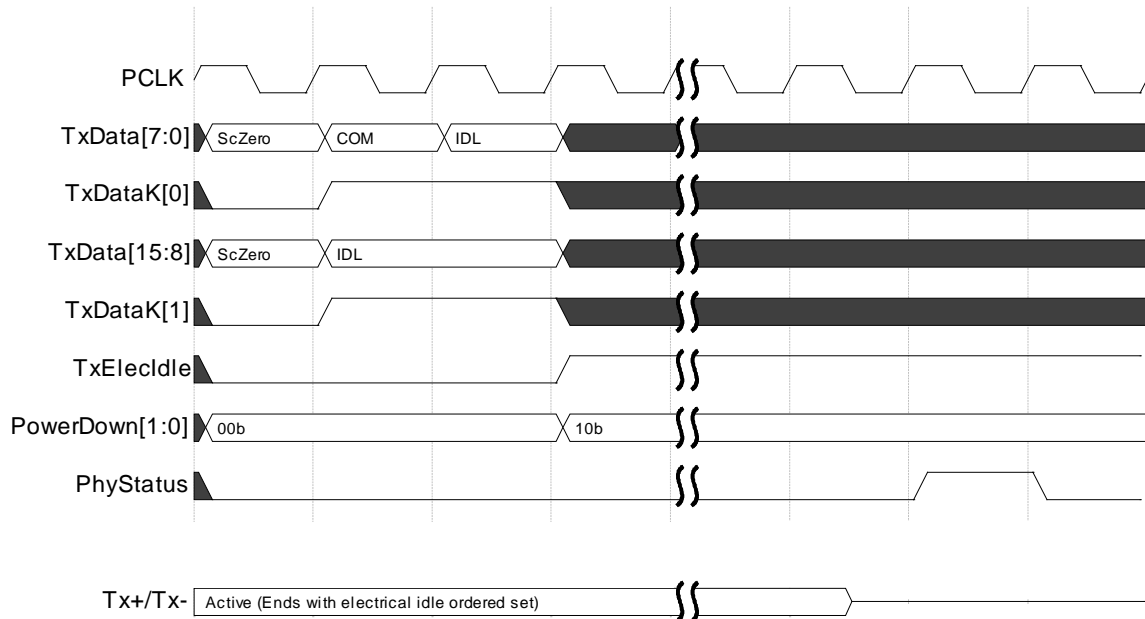 PCLK
TxData[7:0] ScZero COM IDL
TxDataK[0]
TxData[15:8] ScZero IDL
TxDataK[1]
TxElecIdle
PowerDown[1:0] 00b 10b
PhyStatus
Tx+/Tx- Active (Ends with electrical idle ordered set)